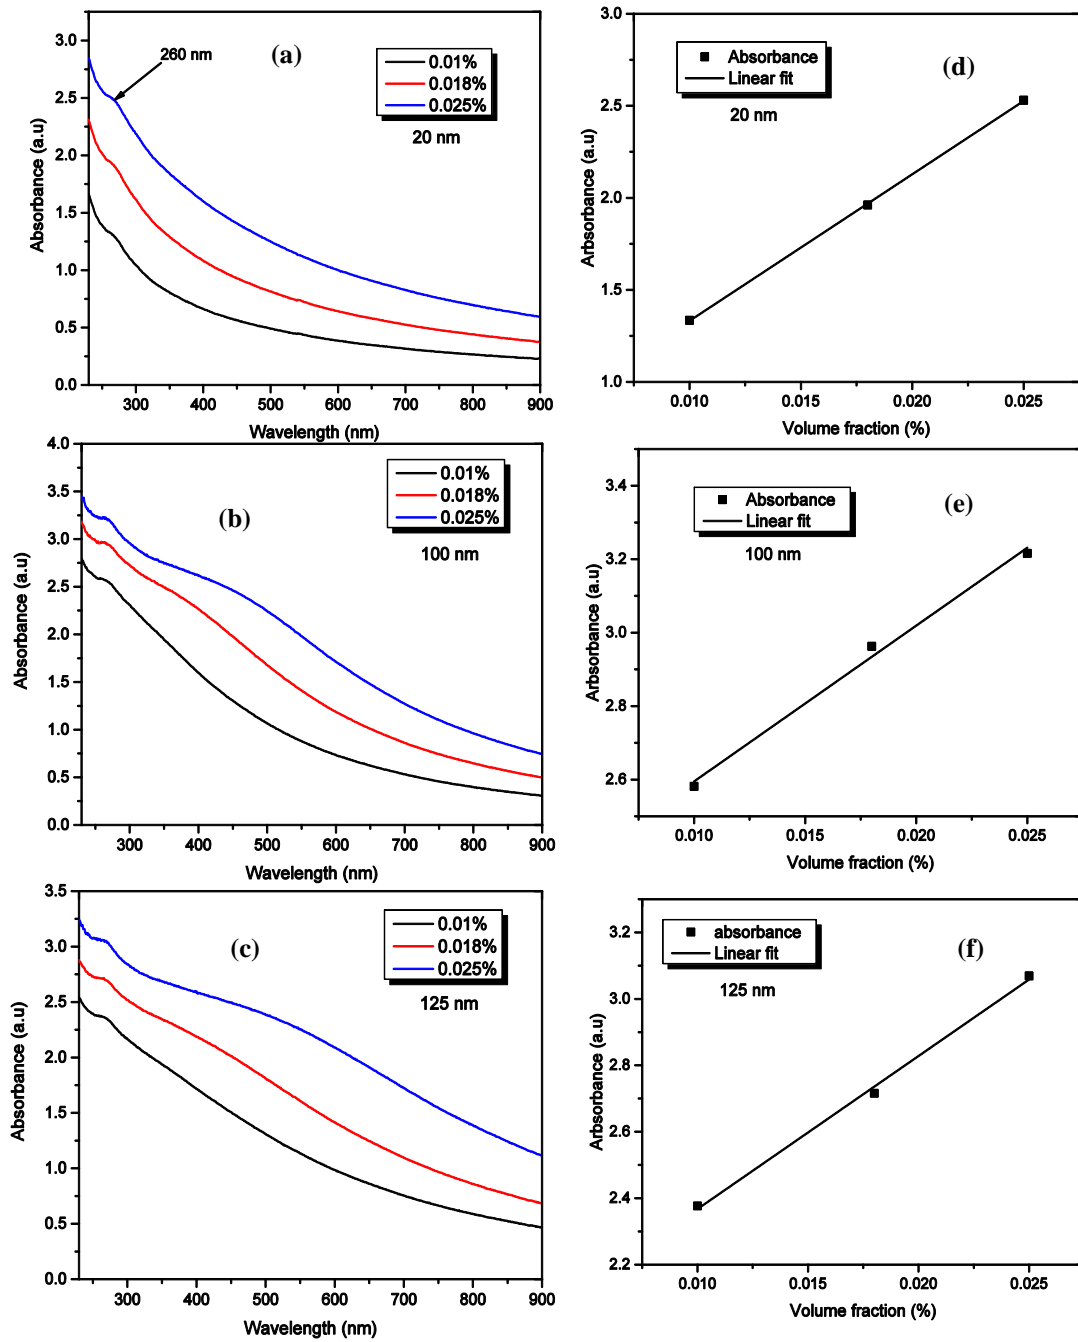 (a)
260 nm
0.01%
0.018%
0.025%
20 nm
Absorbance (a.u)
3.0
2.5
2.0
1.5
1.0
0.5
0.0
300 400 500 600 700 800 900
Wavelength (nm)
(d)
Absorbance
Linear fit
20 nm
Arbsorbance (a.u)
3.0
2.5
2.0
1.5
1.0
0.010 0.015 0.020 0.025
Volume fraction (%)
(b)
0.01%
0.018%
0.025%
100 nm
Absorbance (a.u)
4.0
3.5
3.0
2.5
2.0
1.5
1.0
0.5
0.0
300 400 500 600 700 800 900
Wavelength (nm)
(e)
Absorbance
Linear fit
100 nm
Arbsorbance (a.u)
3.4
3.2
3.0
2.8
2.6
0.010 0.015 0.020 0.025
Volume fraction (%)
(c)
0.01%
0.018%
0.025%
125 nm
Absorbance (a.u)
3.5
3.0
2.5
2.0
1.5
1.0
0.5
0.0
300 400 500 600 700 800 900
Wavelength (nm)
(f)
absorbance
Linear fit
125 nm
Arbsorbance (a.u)
3.2
3.0
2.8
2.6
2.4
2.2
0.010 0.015 0.020 0.025
Volume fraction (%)